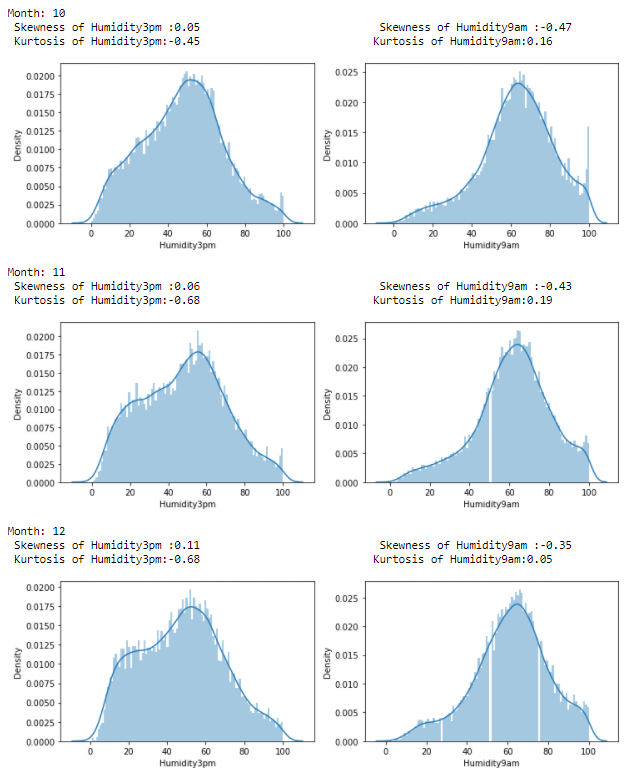 Month: 10
Skewness of Humidity3pm :0.05 Skewness of Humidity9am :-0.47
Kurtosis of Humidity3pm:-0.45 Kurtosis of Humidity9am:0.16
0.0200
0.0175
0.0150
0.0125
0.0100
0.0075
0.0050
0.0025
0.0000
Density
0 20 40 60 80 100
Humidity3pm
0.025
0.020
0.015
0.010
0.005
0.000
Density
0 20 40 60 80 100
Humidity9am
Month: 11
Skewness of Humidity3pm :0.06 Skewness of Humidity9am :-0.43
Kurtosis of Humidity3pm:-0.68 Kurtosis of Humidity9am:0.19
0.0200
0.0175
0.0150
0.0125
0.0100
0.0075
0.0050
0.0025
0.0000
Density
0 20 40 60 80 100
Humidity3pm
0.025
0.020
0.015
0.010
0.005
0.000
Density
0 20 40 60 80 100
Humidity9am
Month: 12
Skewness of Humidity3pm :0.11 Skewness of Humidity9am :-0.35
Kurtosis of Humidity3pm:-0.68 Kurtosis of Humidity9am:0.05
0.0200
0.0175
0.0150
0.0125
0.0100
0.0075
0.0050
0.0025
0.0000
Density
0 20 40 60 80 100
Humidity3pm
0.025
0.020
0.015
0.010
0.005
0.000
Density
0 20 40 60 80 100
Humidity9am